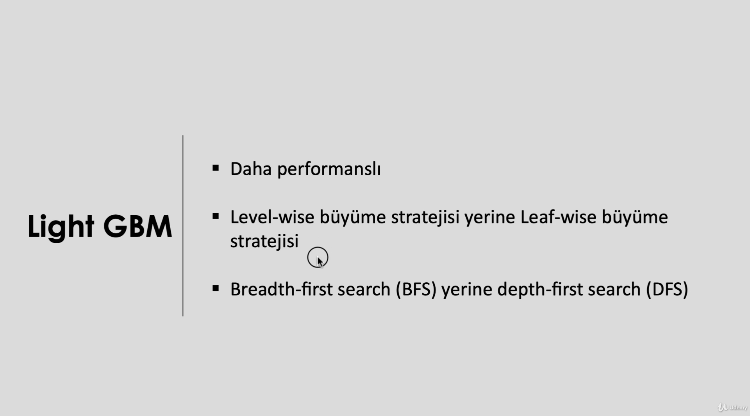 Light GBM
▪ Daha performanslı
▪ Level-wise büyüme stratejisi yerine Leaf-wise büyüme
stratejisi
▪ Breadth-first search (BFS) yerine depth-first search (DFS)
Udemy